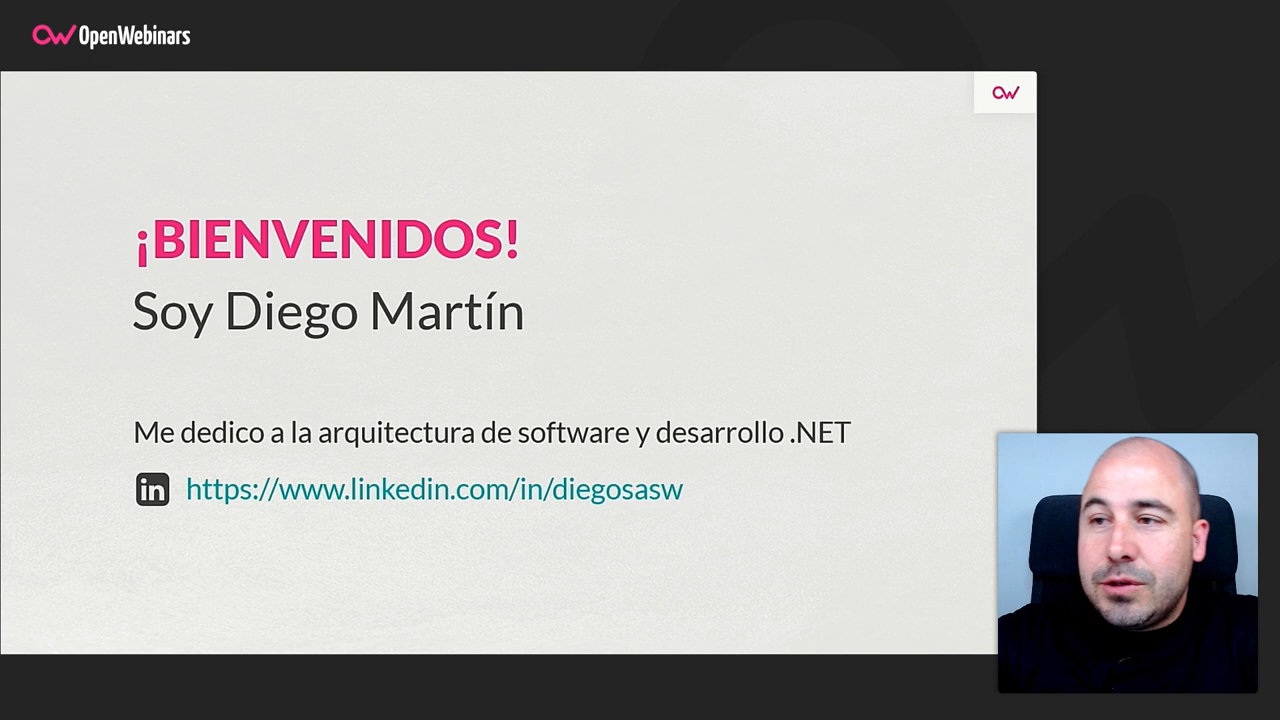 OpenWebinars
¡BIENVENIDOS!
Soy Diego Martín
Me dedico a la arquitectura de software y desarrollo .NET
in https://www.linkedin.com/in/diegosasw